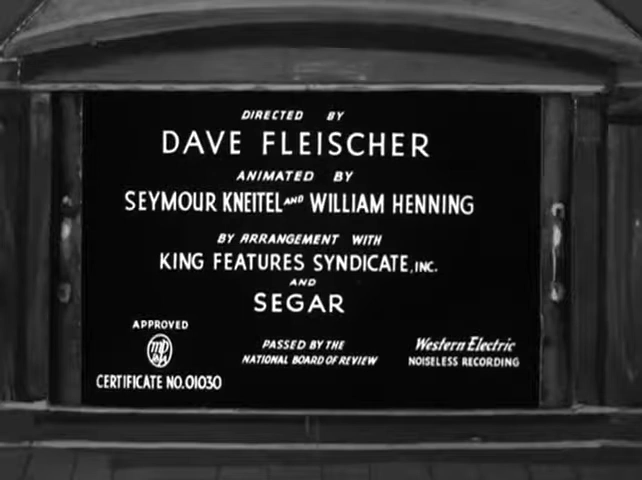 DIRECTED BY
DAVE FLEISCHER
ANIMATED BY
SEYMOUR KNEITEL AND WILLIAM HENNING
BY ARRANGEMENT WITH
KING FEATURES SYNDICATE, INC.
AND
SEGAR
APPROVED
CERTIFICATE NO. 01030
PASSED BY THE
NATIONAL BOARD OF REVIEW
Western Electric
NOISELESS RECORDING